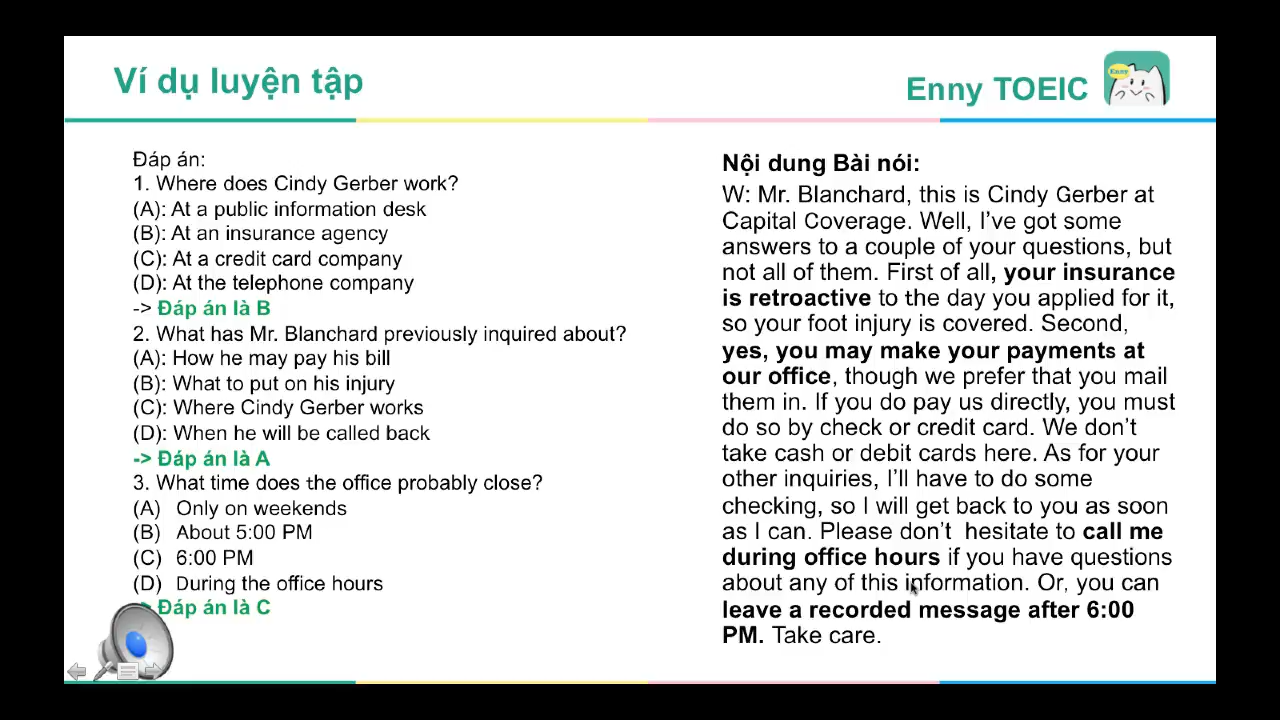 Ví dụ luyện tập
Enny TOEIC
Enny
Đáp án:
1. Where does Cindy Gerber work?
(A): At a public information desk
(B): At an insurance agency
(C): At a credit card company
(D): At the telephone company
-> Đáp án là B
2. What has Mr. Blanchard previously inquired about?
(A): How he may pay his bill
(B): What to put on his injury
(C): Where Cindy Gerber works
(D): When he will be called back
-> Đáp án là A
3. What time does the office probably close?
(A) Only on weekends
(B) About 5:00 PM
(C) 6:00 PM
(D) During the office hours
-> Đáp án là C
Nội dung Bài nói:
W: Mr. Blanchard, this is Cindy Gerber at
Capital Coverage. Well, I’ve got some
answers to a couple of your questions, but
not all of them. First of all, your insurance
is retroactive to the day you applied for it,
so your foot injury is covered. Second,
yes, you may make your payments at
our office, though we prefer that you mail
them in. If you do pay us directly, you must
do so by check or credit card. We don’t
take cash or debit cards here. As for your
other inquiries, I’ll have to do some
checking, so I will get back to you as soon
as I can. Please don’t hesitate to call me
during office hours if you have questions
about any of this information. Or, you can
leave a recorded message after 6:00
PM. Take care.